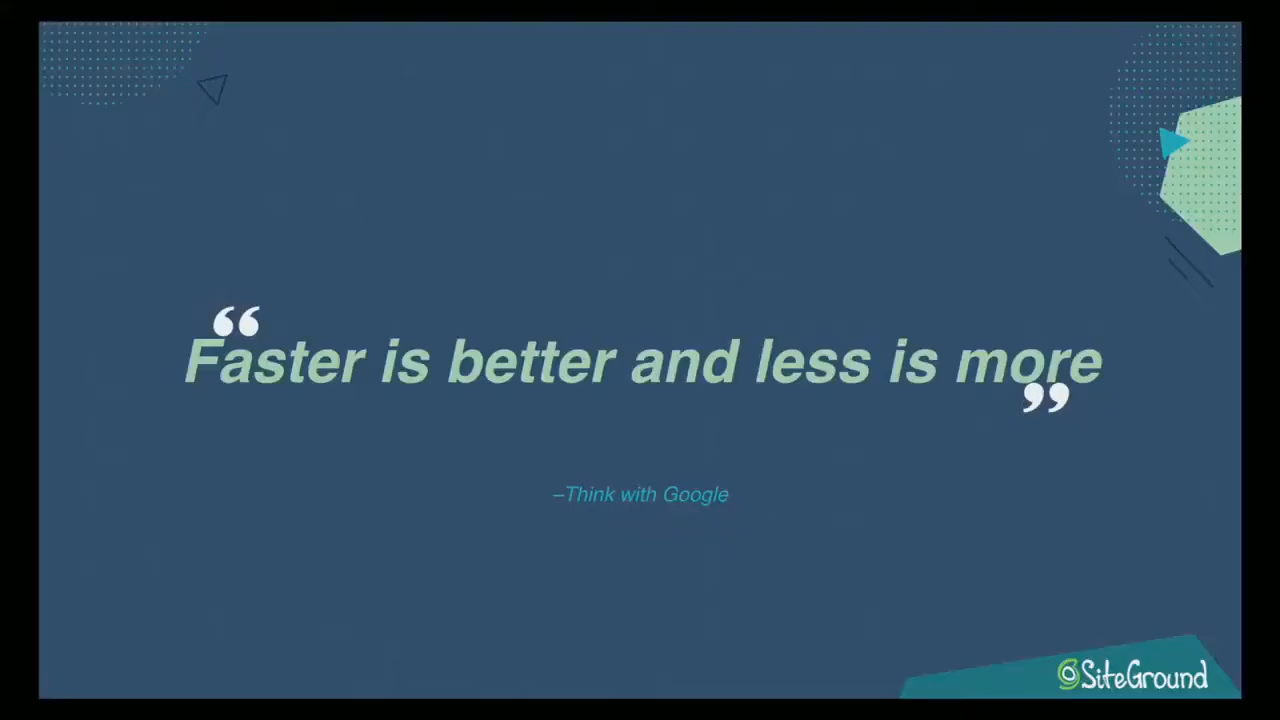 “Faster is better and less is more”
–Think with Google
SiteGround